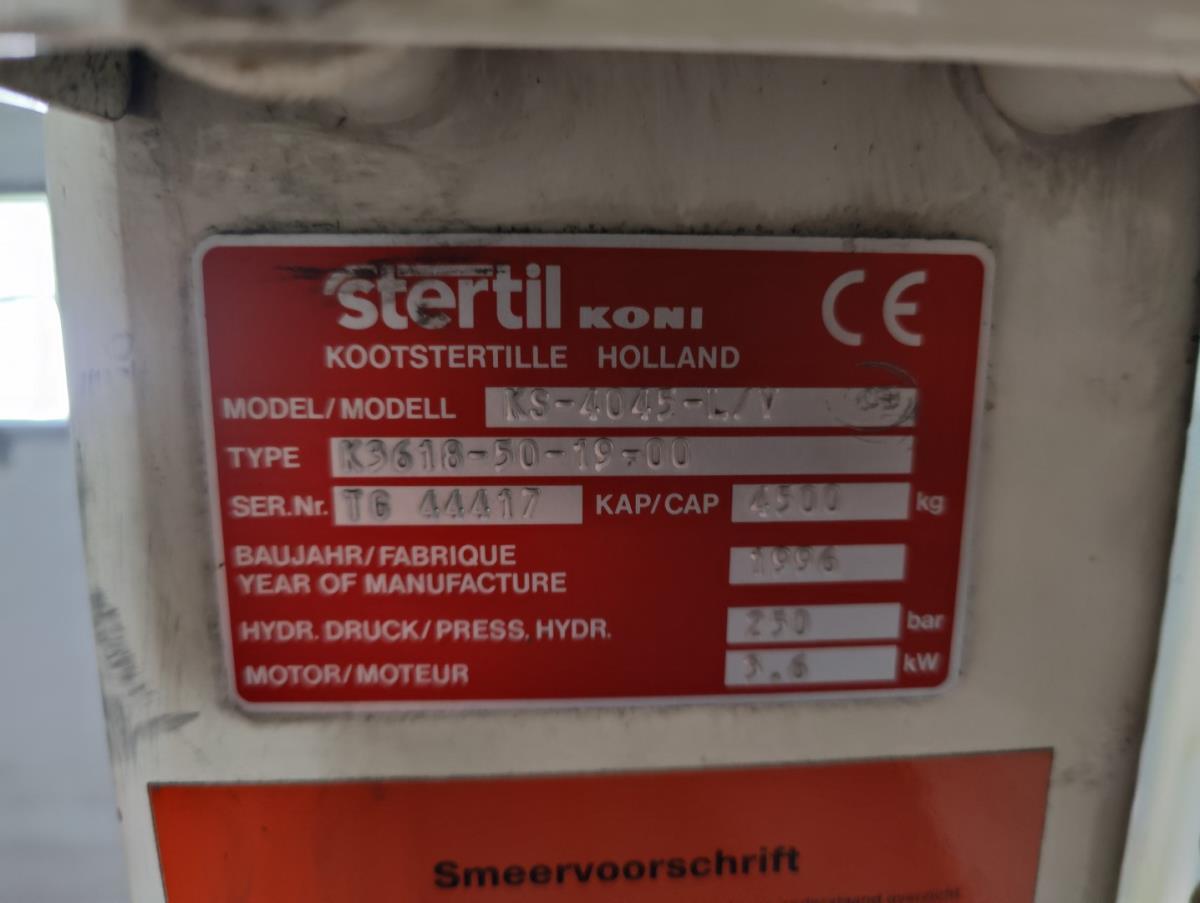 stertil KONI CE
KOOTSTERTILLE HOLLAND
MODEL/MODELL KS-4045-L/V
TYPE K3618-50-19-00
SER.Nr. TG 44417 KAP/CAP 4500 kg
BAUJAHR/FABRIQUE
YEAR OF MANUFACTURE 1996
HYDR. DRUCK/PRESS. HYDR. 250 bar
MOTOR/MOTEUR 3.6 kW
Smeervoorschrift